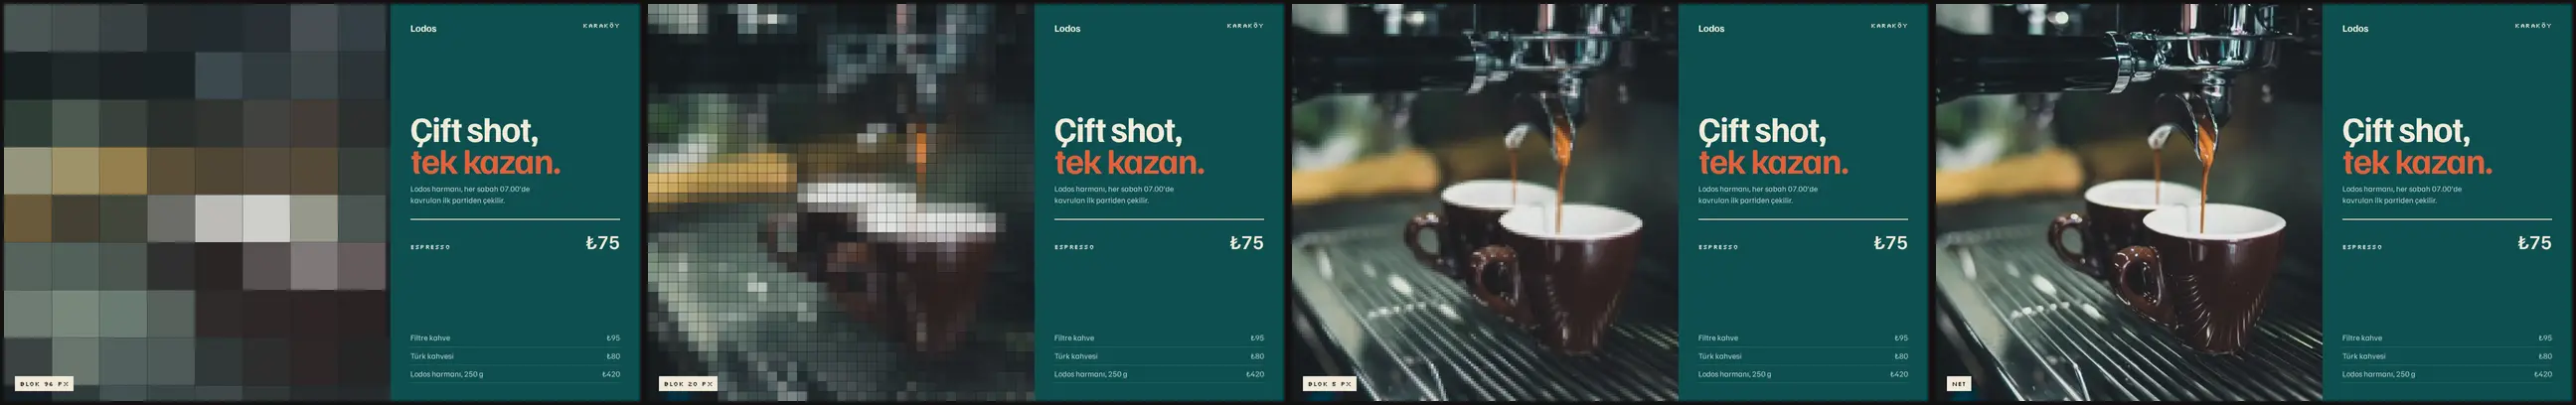 Lodos
KARAKÖY
Çift shot,
tek kazan.
Lodos harmanı, her sabah 07.00'de
kavrulan ilk partiden çekilir.
ESPRESSO
₺75
Filtre kahve ₺95
Türk kahvesi ₺80
Lodos harmanı, 250 g ₺420
BLOK 96 PX
Lodos
KARAKÖY
Çift shot,
tek kazan.
Lodos harmanı, her sabah 07.00'de
kavrulan ilk partiden çekilir.
ESPRESSO
₺75
Filtre kahve ₺95
Türk kahvesi ₺80
Lodos harmanı, 250 g ₺420
BLOK 20 PX
Lodos
KARAKÖY
Çift shot,
tek kazan.
Lodos harmanı, her sabah 07.00'de
kavrulan ilk partiden çekilir.
ESPRESSO
₺75
Filtre kahve ₺95
Türk kahvesi ₺80
Lodos harmanı, 250 g ₺420
BLOK 5 PX
Lodos
KARAKÖY
Çift shot,
tek kazan.
Lodos harmanı, her sabah 07.00'de
kavrulan ilk partiden çekilir.
ESPRESSO
₺75
Filtre kahve ₺95
Türk kahvesi ₺80
Lodos harmanı, 250 g ₺420
NET